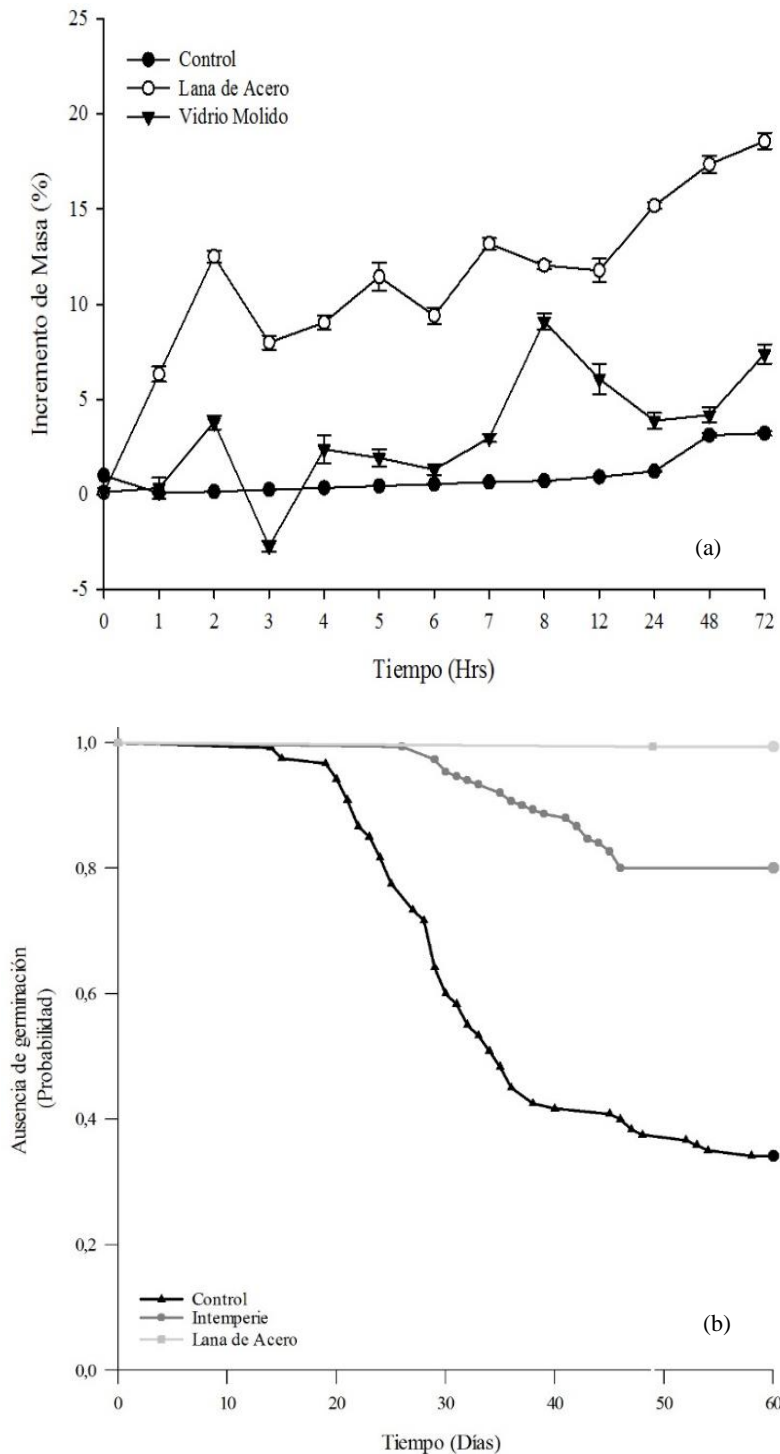 25
20
15
10
5
0
-5
Incremento de Masa (%)
Control
Lana de Acero
Vidrio Molido
(a)
0 1 2 3 4 5 6 7 8 12 24 48 72
Tiempo (Hrs)
1,0
0,8
0,6
0,4
0,2
0,0
Ausencia de germinación
(Probabilidad)
Control
Intemperie
Lana de Acero
(b)
0 10 20 30 40 50 60
Tiempo (Días)